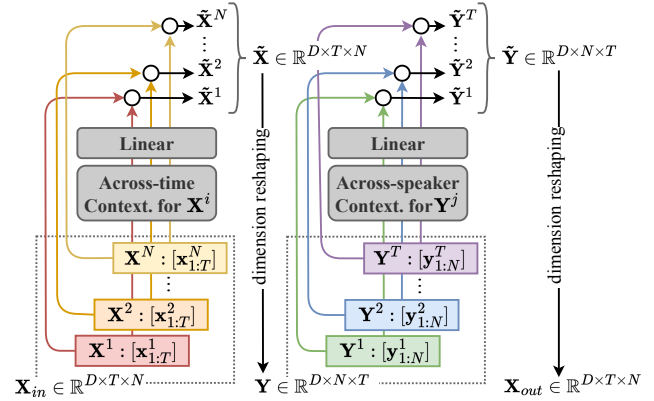 X̃^N
⋮
X̃^2
X̃^1
X̃ ∈ ℝ^{D×T×N}
Linear
Across-time
Context. for X^i
X^N : [x^N_{1:T}]
⋮
X^2 : [x^2_{1:T}]
X^1 : [x^1_{1:T}]
X_{in} ∈ ℝ^{D×T×N}
dimension reshaping
Y ∈ ℝ^{D×N×T}
Ỹ^T
⋮
Ỹ^2
Ỹ^1
Ỹ ∈ ℝ^{D×N×T}
Linear
Across-speaker
Context. for Y^j
Y^T : [y^T_{1:N}]
⋮
Y^2 : [y^2_{1:N}]
Y^1 : [y^1_{1:N}]
dimension reshaping
X_{out} ∈ ℝ^{D×T×N}